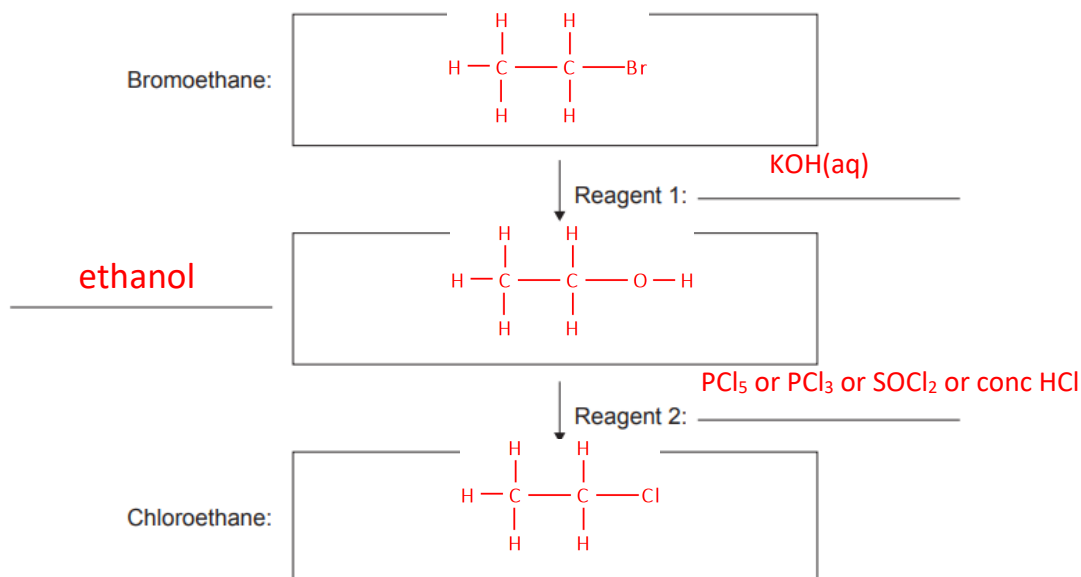 H H
H C C Br
H H
Bromoethane:
KOH(aq)
Reagent 1:
H H
H C C O H
H H
ethanol
PCl₅ or PCl₃ or SOCl₂ or conc HCl
Reagent 2:
H H
H C C Cl
H H
Chloroethane: